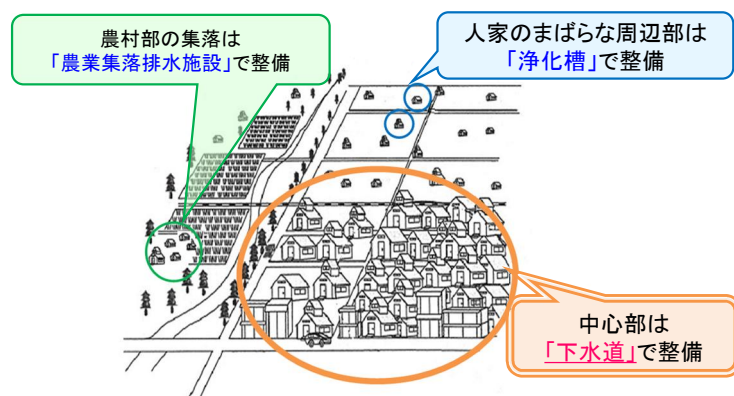 農村部の集落は
「農業集落排水施設」で整備
人家のまばらな周辺部は
「浄化槽」で整備
中心部は
「下水道」で整備